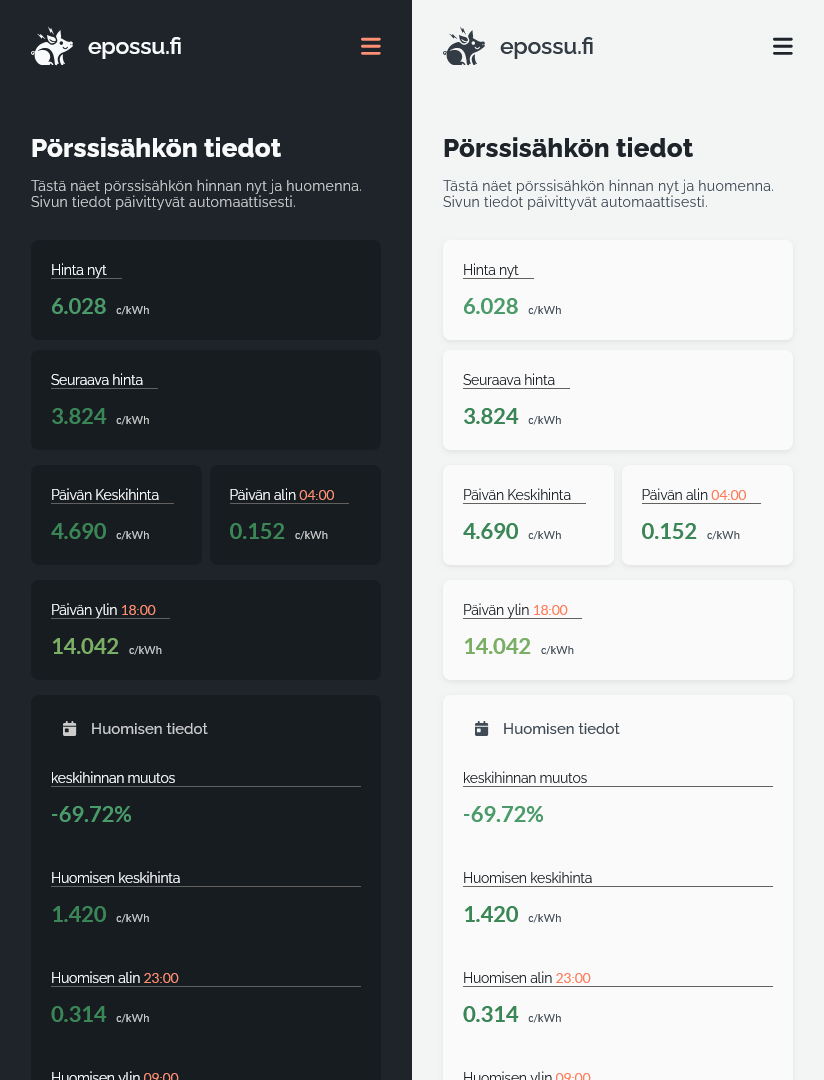 epossu.fi
Pörssisähkön tiedot
Tästä näet pörssisähkön hinnan nyt ja huomenna.
Sivun tiedot päivittyvät automaattisesti.
Hinta nyt
6.028 c/kWh
Seuraava hinta
3.824 c/kWh
Päivän Keskihinta
4.690 c/kWh
Päivän alin 04:00
0.152 c/kWh
Päivän ylin 18:00
14.042 c/kWh
Huomisen tiedot
keskihinnan muutos
-69.72%
Huomisen keskihinta
1.420 c/kWh
Huomisen alin 23:00
0.314 c/kWh
Huomisen ylin 09:00
epossu.fi
Pörssisähkön tiedot
Tästä näet pörssisähkön hinnan nyt ja huomenna.
Sivun tiedot päivittyvät automaattisesti.
Hinta nyt
6.028 c/kWh
Seuraava hinta
3.824 c/kWh
Päivän Keskihinta
4.690 c/kWh
Päivän alin 04:00
0.152 c/kWh
Päivän ylin 18:00
14.042 c/kWh
Huomisen tiedot
keskihinnan muutos
-69.72%
Huomisen keskihinta
1.420 c/kWh
Huomisen alin 23:00
0.314 c/kWh
Huomisen ylin 09:00